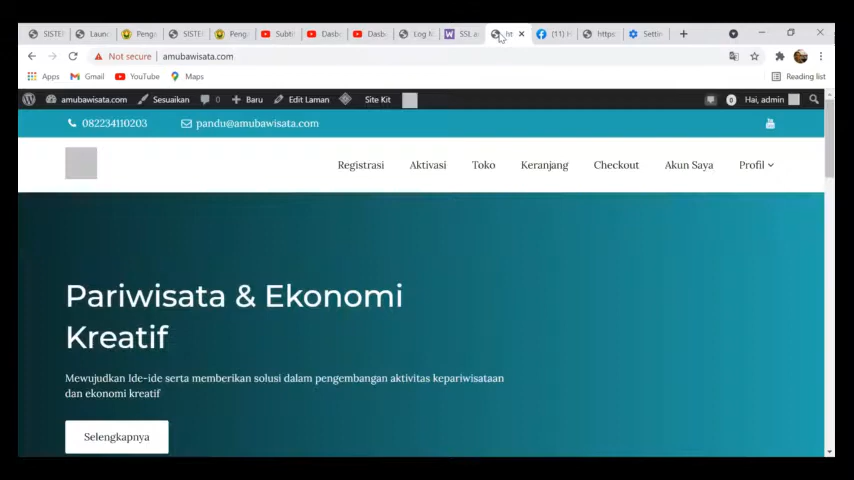 SISTE Launc Peng SISTE Peng Subti Dasb Dasb Log I SSL a (11) H https: Settin
Not secure amubawisata.com
Apps Gmail YouTube Maps Reading list
amubawisata.com Sesuaikan 0 Baru Edit Laman Site Kit 0 Hai, admin
082234110203 pandu@amubawisata.com
Registrasi Aktivasi Toko Keranjang Checkout Akun Saya Profil
Pariwisata & Ekonomi
Kreatif
Mewujudkan Ide-ide serta memberikan solusi dalam pengembangan aktivitas kepariwisataan
dan ekonomi kreatif
Selengkapnya